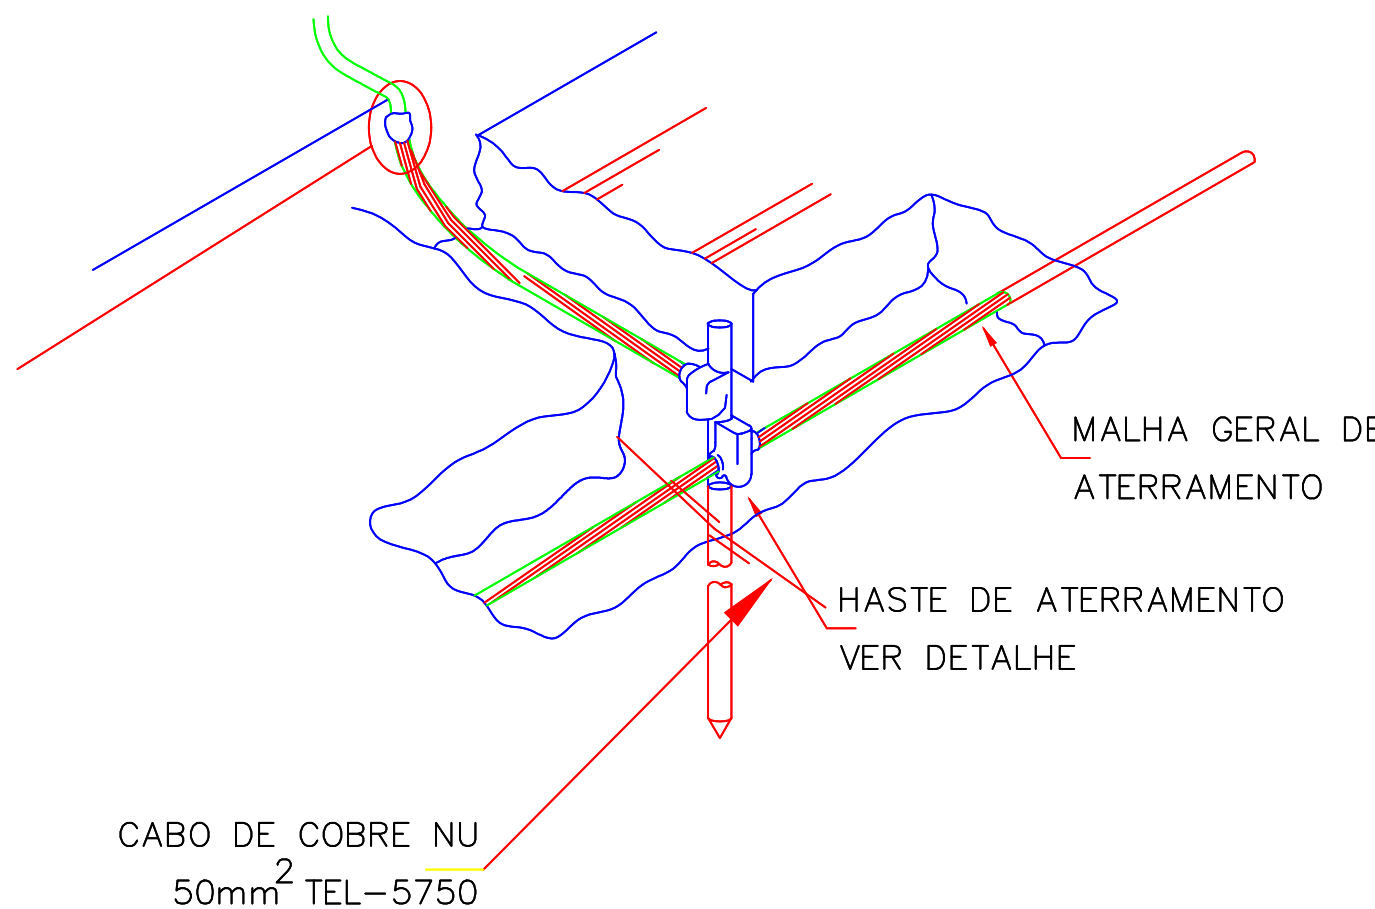 MALHA GERAL DE
ATERRAMENTO
HASTE DE ATERRAMENTO
VER DETALHE
CABO DE COBRE NU
50mm² TEL-5750